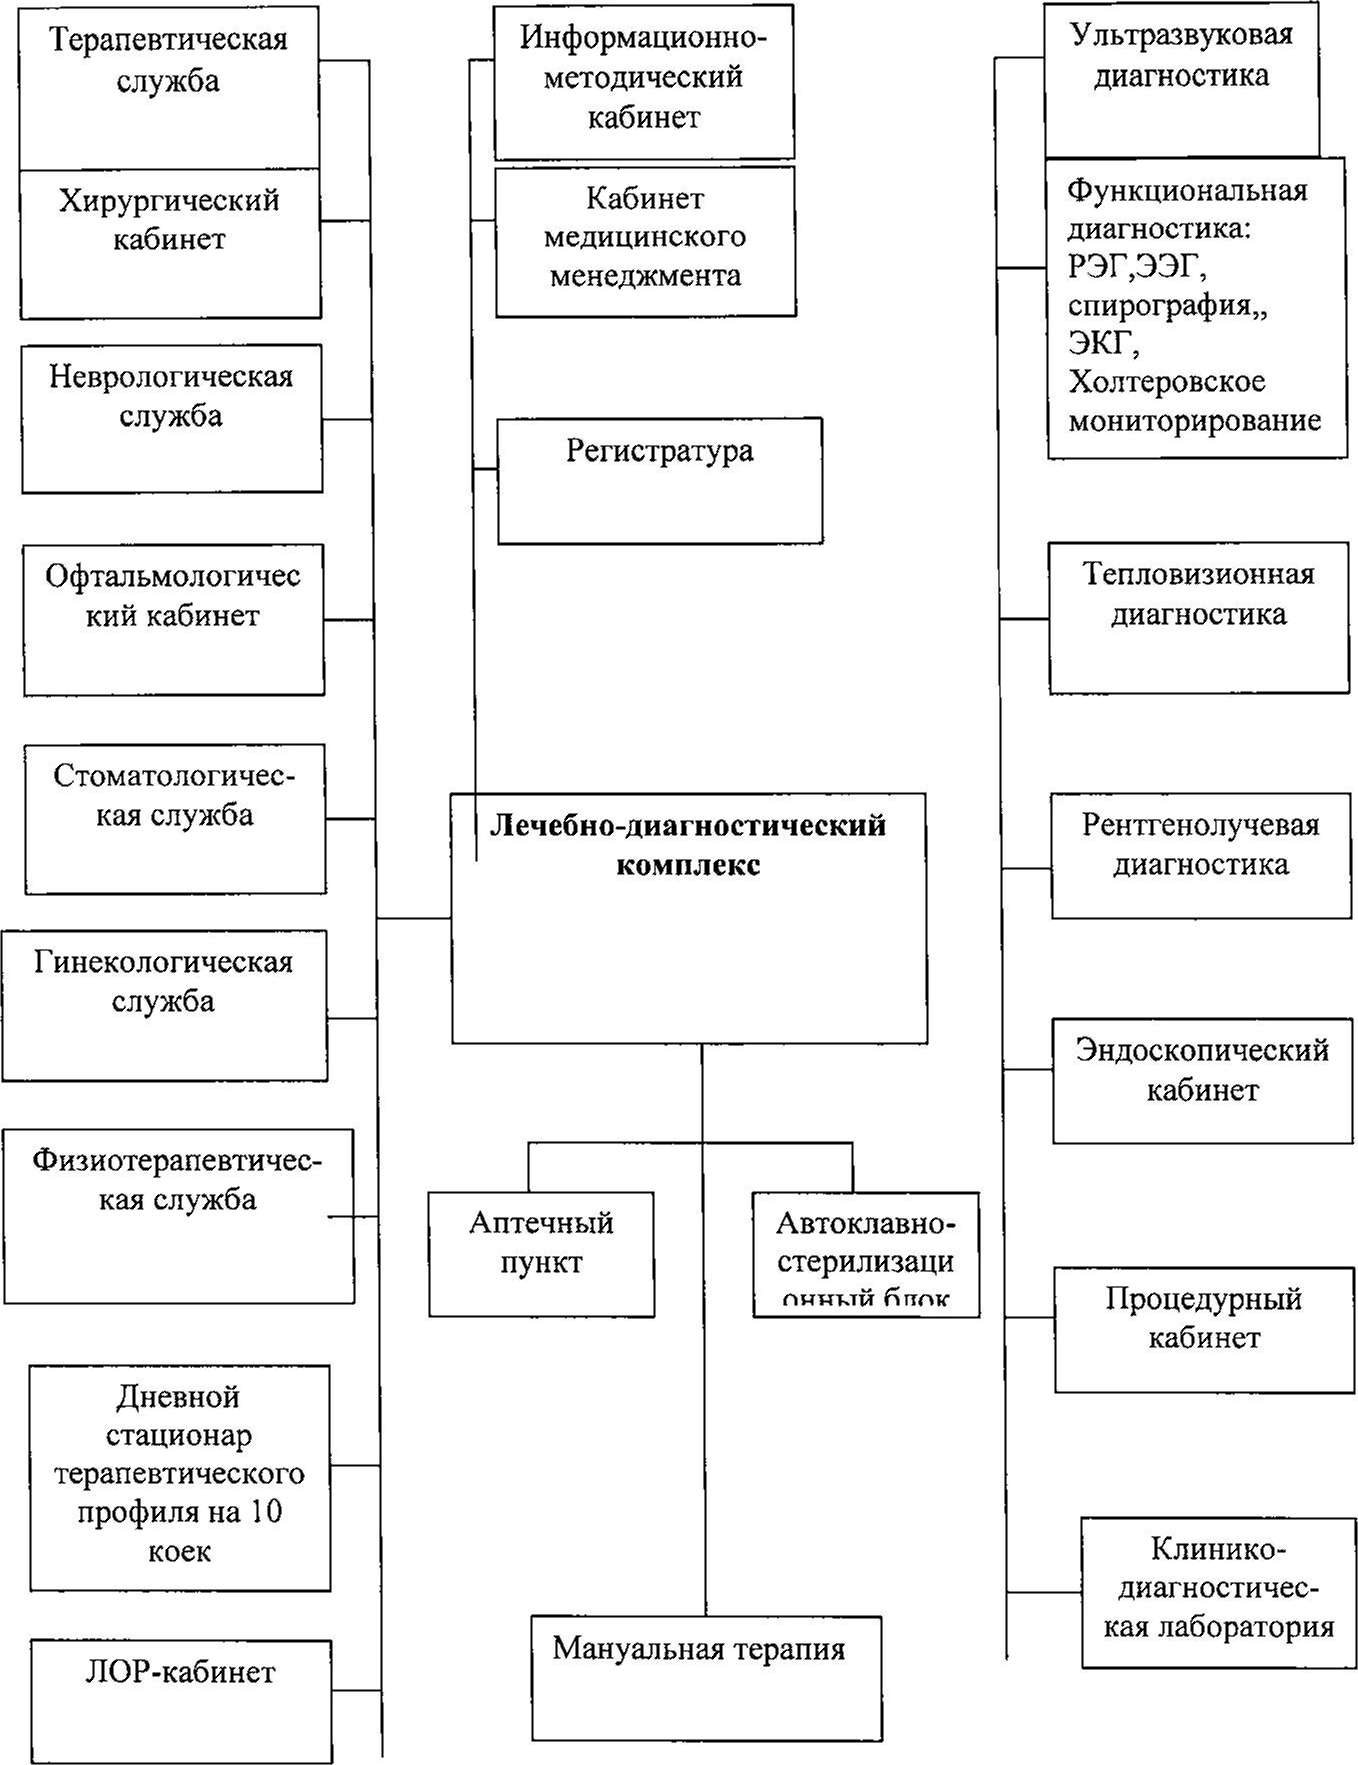 Терапевтическая
служба
Хирургический
кабинет
Неврологическая
служба
Офтальмологичес
кий кабинет
Стоматологичес-
кая служба
Гинекологическая
служба
Физиотерапевтичес-
кая служба
Дневной
стационар
терапевтического
профиля на 10
коек
ЛОР-кабинет
Информационно-
методический
кабинет
Кабинет
медицинского
менеджмента
Регистратура
Лечебно-диагностический
комплекс
Аптечный
пункт
Автоклавно-
стерилизаци
онный блок
Мануальная терапия
Ультразвуковая
диагностика
Функциональная
диагностика:
РЭГ,ЭЭГ,
спирография,,
ЭКГ,
Холтеровское
мониторирование
Тепловизионная
диагностика
Рентгенолучевая
диагностика
Эндоскопический
кабинет
Процедурный
кабинет
Клинико-
диагностичес-
кая лаборатория